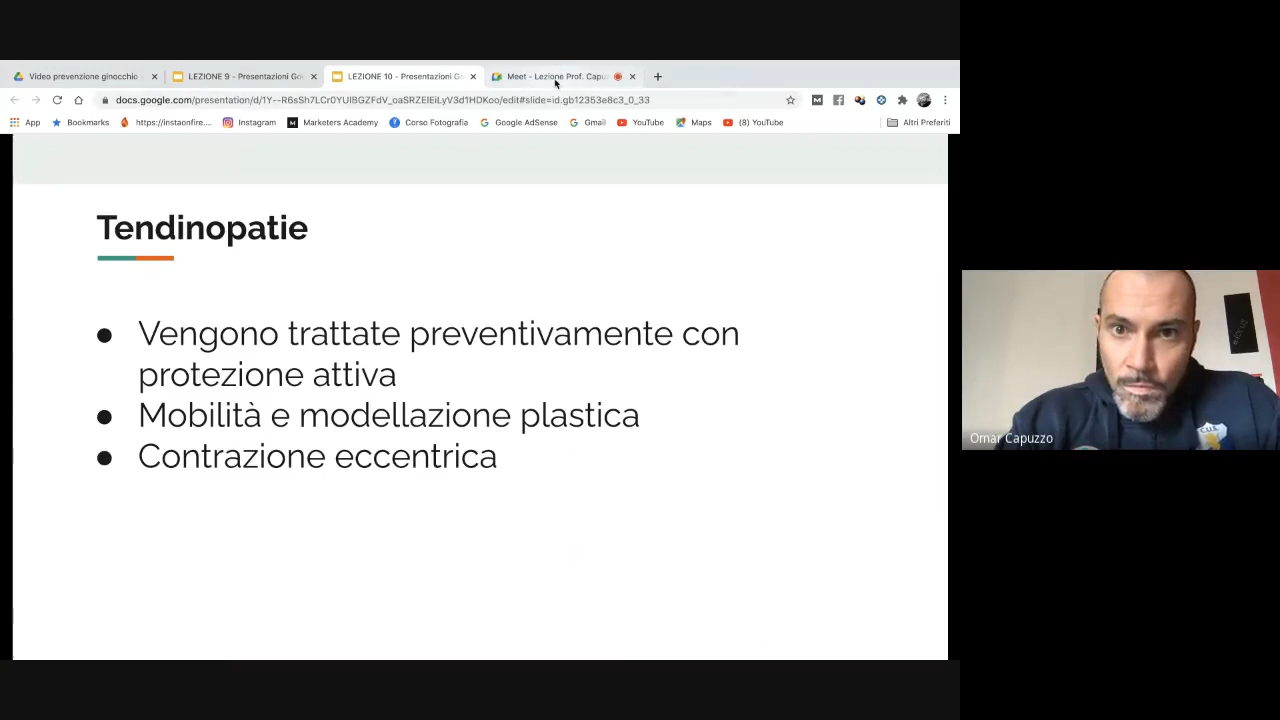 Video prevenzione ginocchio -
LEZIONE 9 - Presentazioni Go
LEZIONE 10 - Presentazioni Go
Meet - Lezione Prof. Capu
docs.google.com/presentation/d/1Y--R6sSh7LCr0YUIBGZFdV_oaSRZEIEiLyV3d1HDKoo/edit#slide=id.gb12353e8c3_0_33
App
Bookmarks
https://instaonfire....
Instagram
Marketers Academy
Corso Fotografia
Google AdSense
Gmail
YouTube
Maps
(8) YouTube
Altri Preferiti
Tendinopatie
● Vengono trattate preventivamente con
protezione attiva
● Mobilità e modellazione plastica
● Contrazione eccentrica
Omar Capuzzo